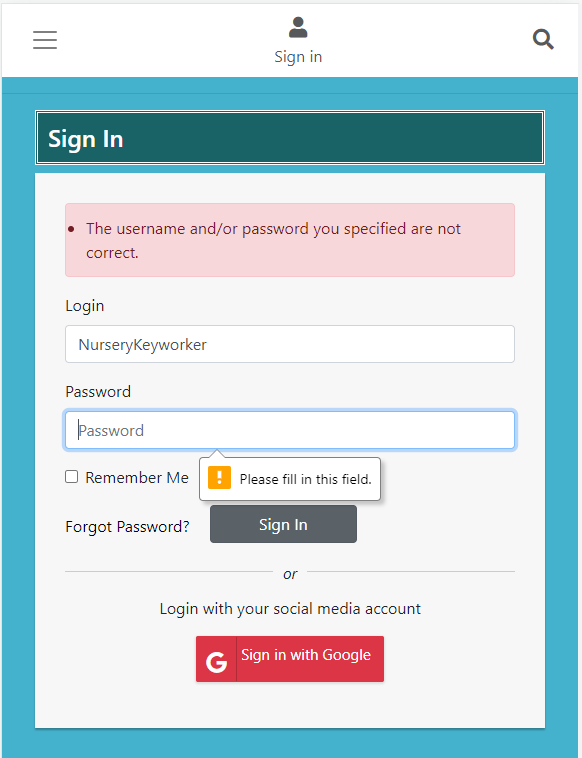 Sign in
Sign In
The username and/or password you specified are not
correct.
Login
NurseryKeyworker
Password
Password
Remember Me
! Please fill in this field.
Forgot Password?
Sign In
or
Login with your social media account
G Sign in with Google